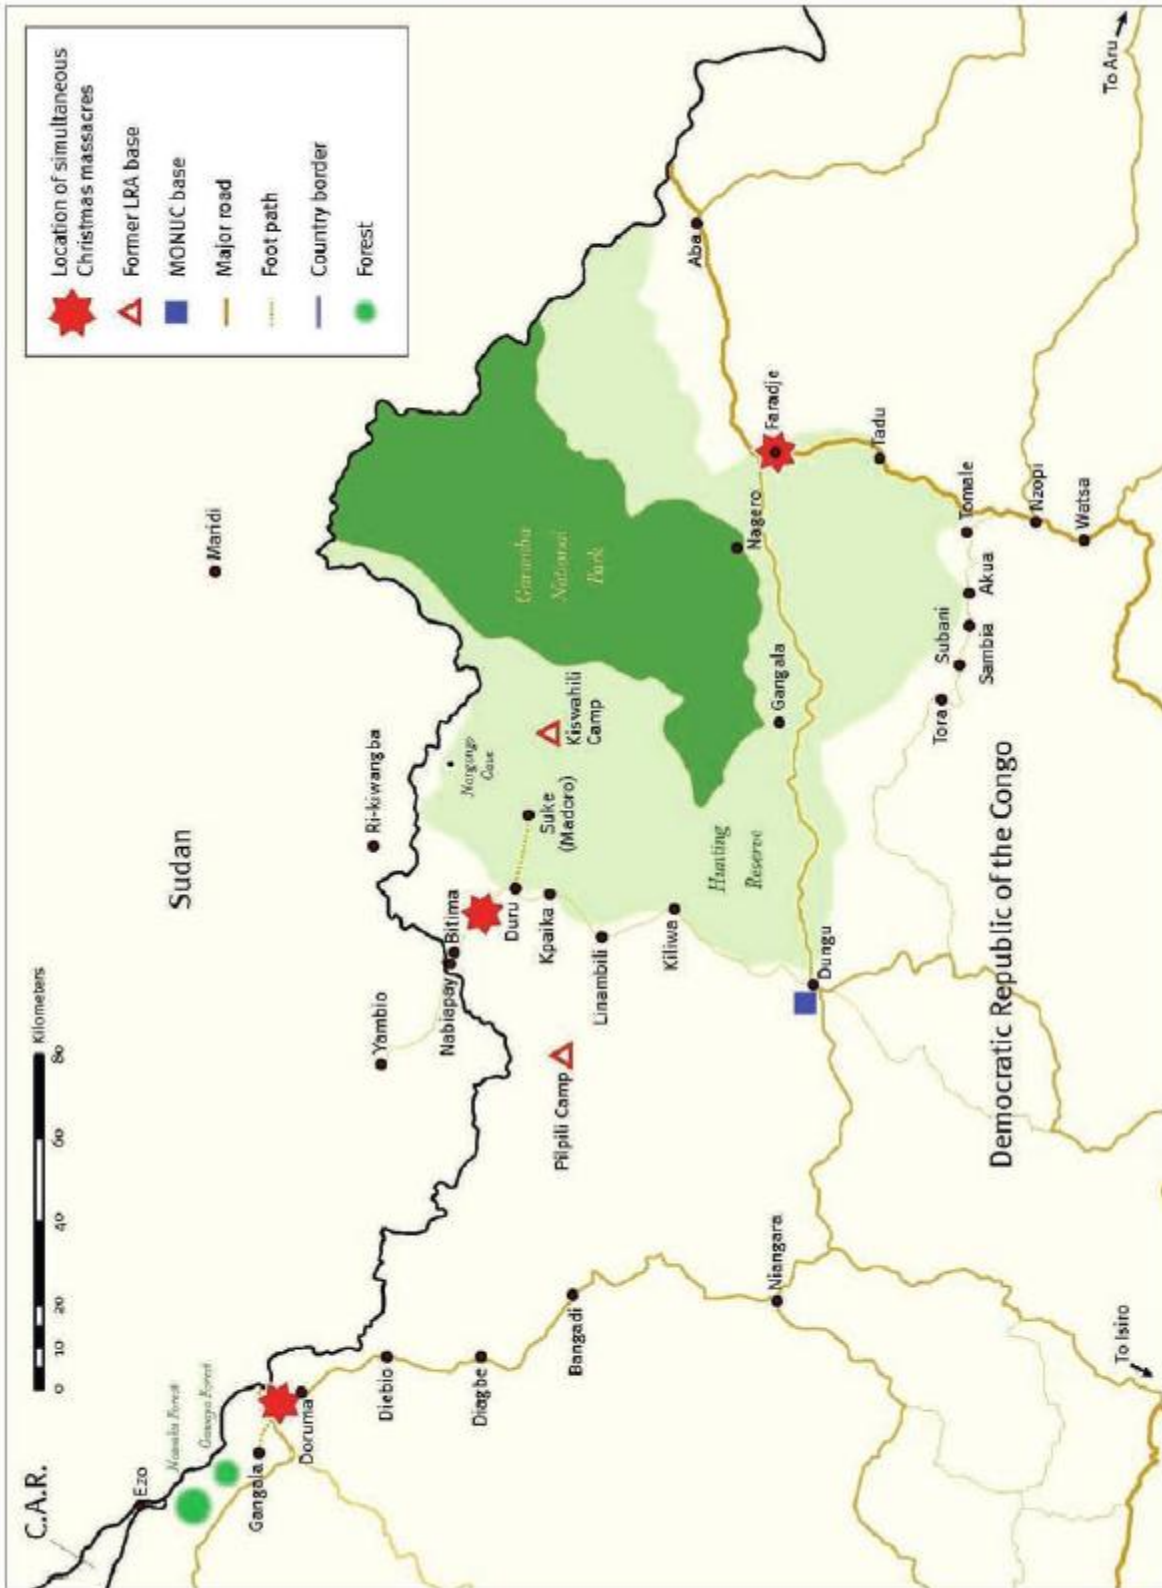 Location of simultaneous
Christmas massacres
Former LRA base
MONUC base
Major road
Foot path
Country border
Forest
Kilometers
0 10 20 40 60 80
C.A.R.
Sudan
Ezo
Gangala
Doruma
Diebio
Diagbe
Bangadi
Niangara
To Isiro
Yambio
Nabiapay
Bitima
Ri-kiwangba
Maridi
Duru
Suke
(Madoro)
Kpaika
Linambili
Kiliwa
Pilpili Camp
Kiswahili
Camp
Cave
Garamba
National
Park
Hunting
Reserve
Dungu
Gangala
Nagero
Faradje
Aba
Tadu
Tomale
Akua
Subani
Sambia
Tora
Nzopi
Watsa
To Aru
Democratic Republic of the Congo